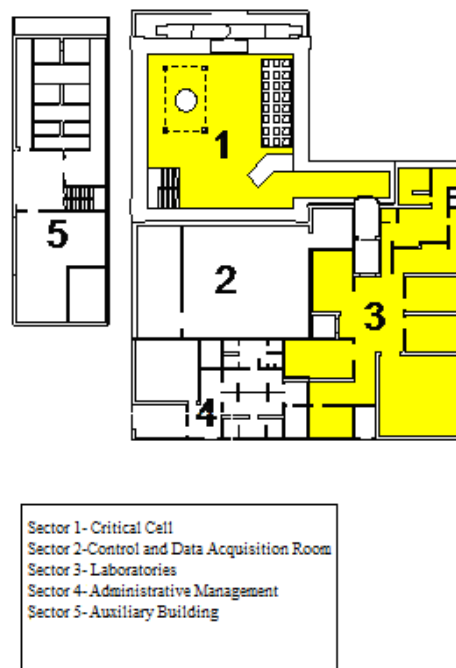 1
2
3
4
5
Sector 1- Critical Cell
Sector 2-Control and Data Acquisition Room
Sector 3- Laboratories
Sector 4- Administrative Management
Sector 5- Auxiliary Building